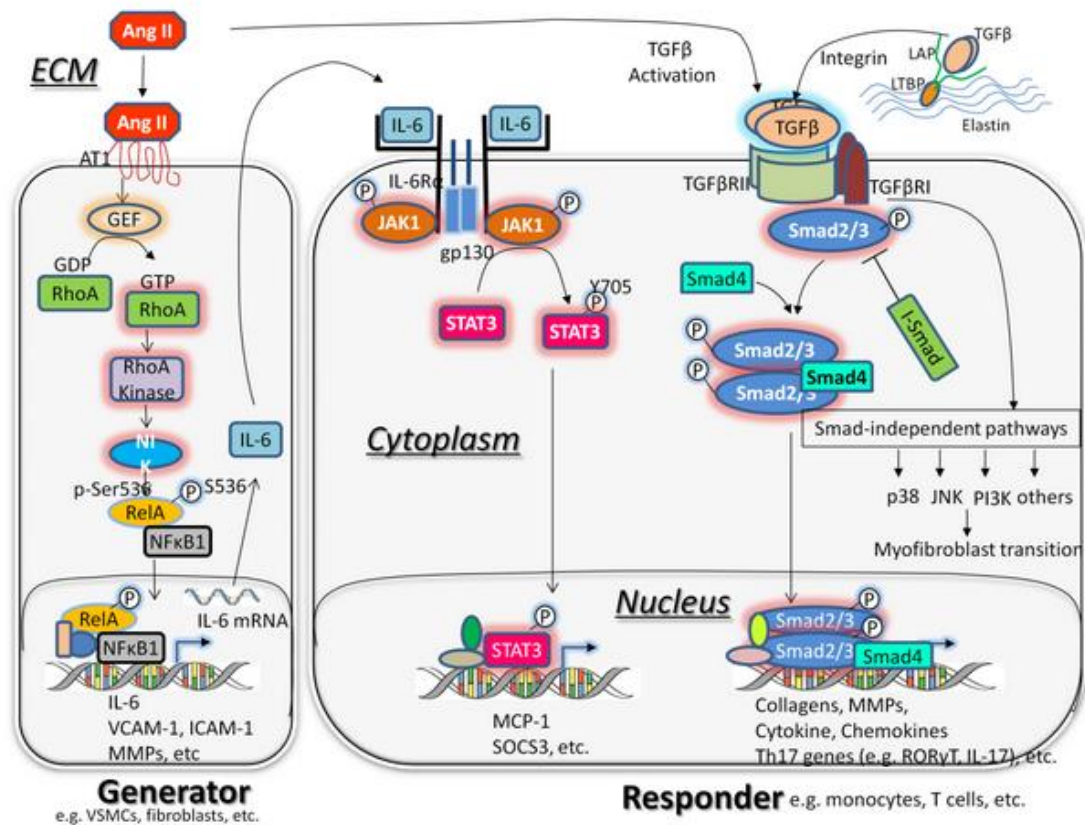 Ang II
ECM
Ang II
AT1
GEF
GDP
RhoA
GTP
RhoA
RhoA
Kinase
NI
K
p-Ser536
S536
P
RelA
NFκB1
IL-6
RelA
P
NFκB1
IL-6 mRNA
IL-6
VCAM-1, ICAM-1
MMPs, etc
Generator
e.g. VSMCs, fibroblasts, etc.
IL-6
IL-6
IL-6Rα
P
JAK1
JAK1
P
gp130
STAT3
Y705
P
STAT3
Cytoplasm
TGFβ
Activation
Integrin
LAP
TGFβ
LTBP
Elastin
TGFβ
TGFβRII
TGFβRI
Smad2/3
P
Smad4
I-Smad
P
Smad2/3
P
Smad2/3
Smad4
Smad-independent pathways
p38 JNK PI3K others
Myofibroblast transition
Nucleus
P
STAT3
MCP-1
SOCS3, etc.
P
Smad2/3
P
Smad2/3
Smad4
Collagens, MMPs,
Cytokine, Chemokines
Th17 genes (e.g. RORγT, IL-17), etc.
Responder e.g. monocytes, T cells, etc.